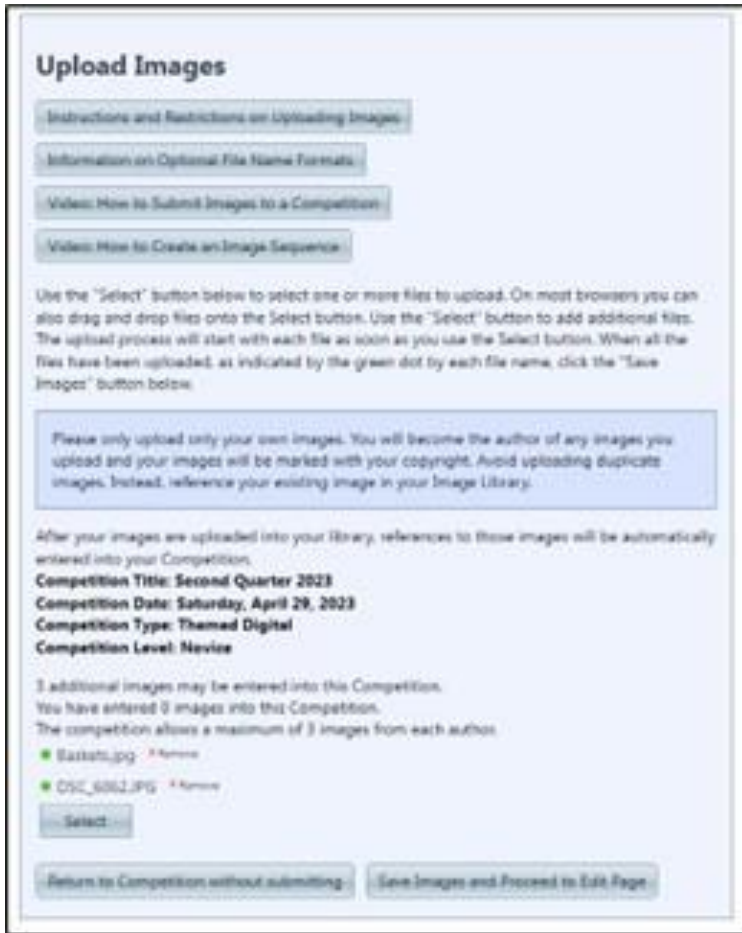 Upload Images
Instructions and Restrictions on Uploading Images
Information on Optional File Name Formats
Video: How to Submit Images to a Competition
Video: How to Create an Image Sequence
Use the "Select" button below to select one or more files to upload. On most browsers you can
also drag and drop files onto the Select button. Use the "Select" button to add additional files.
The upload process will start with each file as soon as you use the Select button. When all the
files have been uploaded, as indicated by the green dot by each file name, click the "Save
Images" button below.
Please only upload only your own images. You will become the author of any images you
upload and your images will be marked with your copyright. Avoid uploading duplicate
images. Instead, reference your existing image in your Image Library.
After your images are uploaded into your library, references to those images will be automatically
entered into your Competition.
Competition Title: Second Quarter 2023
Competition Date: Saturday, April 29, 2023
Competition Type: Themed Digital
Competition Level: Novice
3 additional images may be entered into this Competition.
You have entered 0 images into this Competition.
The competition allows a maximum of 3 images from each author.
Baskets.jpg × Remove
DSC_6062.JPG × Remove
Select
Return to Competition without submitting
Save Images and Proceed to Edit Page